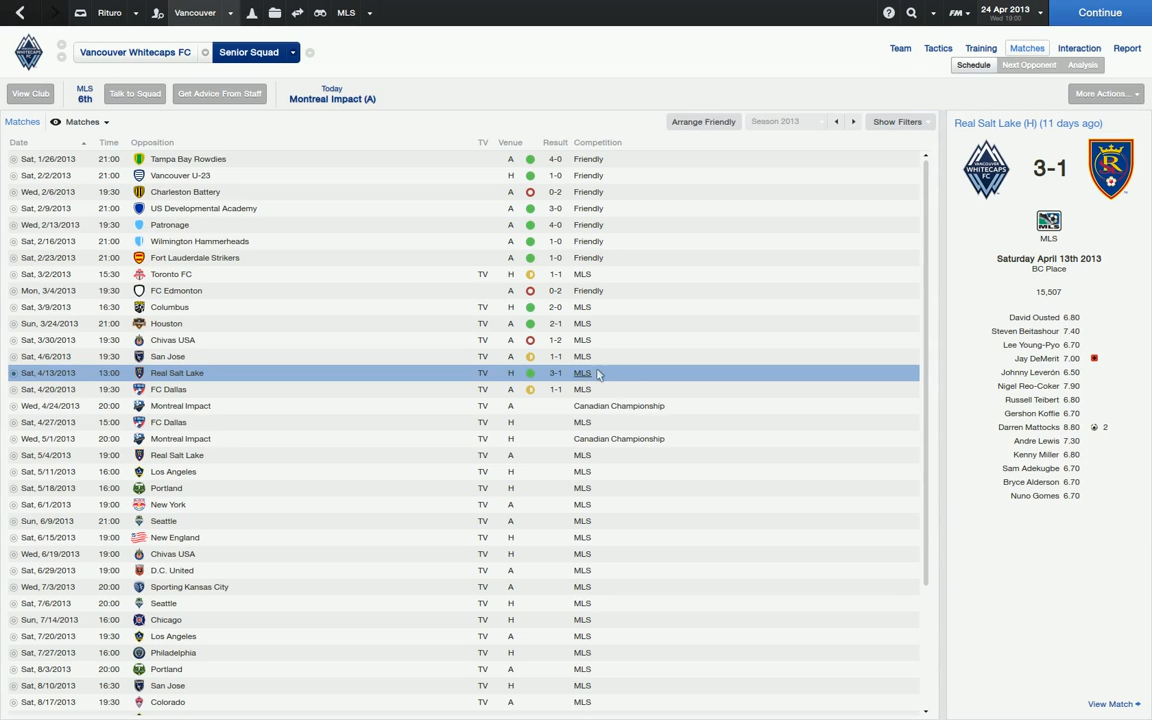 Rituro Vancouver MLS FM 24 Apr 2013 Wed 19:00 Continue
Vancouver Whitecaps FC Senior Squad Team Tactics Training Matches Interaction Report
Schedule Next Opponent Analysis
View Club MLS 6th Talk to Squad Get Advice From Staff Today Montreal Impact (A) More Actions...
Matches Matches Arrange Friendly Season 2013 Show Filters
Date Time Opposition TV Venue Result Competition
Sat, 1/26/2013 21:00 Tampa Bay Rowdies A 4-0 Friendly
Sat, 2/2/2013 21:00 Vancouver U-23 H 1-0 Friendly
Wed, 2/6/2013 19:30 Charleston Battery A 0-2 Friendly
Sat, 2/9/2013 21:00 US Developmental Academy A 3-0 Friendly
Wed, 2/13/2013 19:30 Patronage A 4-0 Friendly
Sat, 2/16/2013 21:00 Wilmington Hammerheads A 1-0 Friendly
Sat, 2/23/2013 21:00 Fort Lauderdale Strikers A 1-0 Friendly
Sat, 3/2/2013 15:30 Toronto FC TV H 1-1 MLS
Mon, 3/4/2013 19:30 FC Edmonton A 0-2 Friendly
Sat, 3/9/2013 16:30 Columbus TV H 2-0 MLS
Sun, 3/24/2013 21:00 Houston TV A 2-1 MLS
Sat, 3/30/2013 19:30 Chivas USA TV A 1-2 MLS
Sat, 4/6/2013 19:30 San Jose TV A 1-1 MLS
Sat, 4/13/2013 13:00 Real Salt Lake TV H 3-1 MLS
Sat, 4/20/2013 19:30 FC Dallas TV A 1-1 MLS
Wed, 4/24/2013 20:00 Montreal Impact TV A Canadian Championship
Sat, 4/27/2013 15:00 FC Dallas TV H MLS
Wed, 5/1/2013 20:00 Montreal Impact TV H Canadian Championship
Sat, 5/4/2013 19:00 Real Salt Lake TV A MLS
Sat, 5/11/2013 16:00 Los Angeles TV H MLS
Sat, 5/18/2013 16:00 Portland TV H MLS
Sat, 6/1/2013 19:00 New York TV A MLS
Sun, 6/9/2013 21:00 Seattle TV A MLS
Sat, 6/15/2013 19:00 New England TV H MLS
Wed, 6/19/2013 19:00 Chivas USA TV H MLS
Sat, 6/29/2013 19:00 D.C. United TV A MLS
Wed, 7/3/2013 20:00 Sporting Kansas City TV A MLS
Sat, 7/6/2013 20:00 Seattle TV H MLS
Sun, 7/14/2013 16:00 Chicago TV H MLS
Sat, 7/20/2013 19:30 Los Angeles TV A MLS
Sat, 7/27/2013 16:00 Philadelphia TV H MLS
Sat, 8/3/2013 20:00 Portland TV A MLS
Sat, 8/10/2013 16:30 San Jose TV H MLS
Sat, 8/17/2013 19:30 Colorado TV A MLS
Real Salt Lake (H) (11 days ago)
3-1
MLS
Saturday April 13th 2013
BC Place
15,507
David Ousted 6.80
Steven Beitashour 7.40
Lee Young-Pyo 6.70
Jay DeMerit 7.00
Johnny Leverón 6.50
Nigel Reo-Coker 7.90
Russell Teibert 6.80
Gershon Koffie 6.70
Darren Mattocks 8.80 2
Andre Lewis 7.30
Kenny Miller 6.80
Sam Adekugbe 6.70
Bryce Alderson 6.70
Nuno Gomes 6.70
View Match